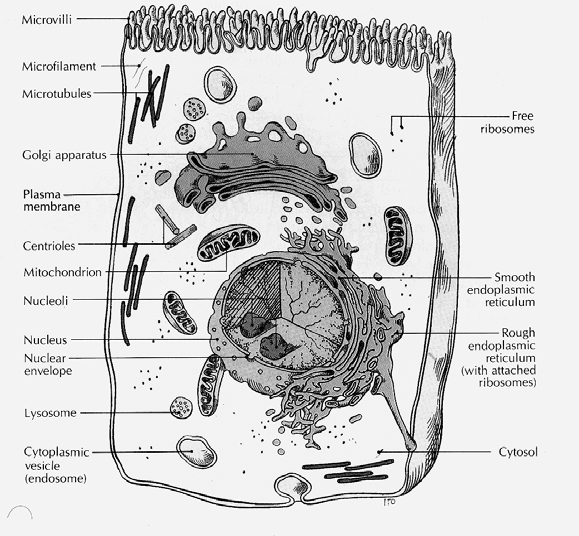 Microvilli
Microfilament
Microtubules
Free
ribosomes
Golgi apparatus
Plasma
membrane
Centrioles
Mitochondrion
Smooth
endoplasmic
reticulum
Nucleoli
Rough
endoplasmic
reticulum
(with attached
ribosomes)
Nucleus
Nuclear
envelope
Lysosome
Cytoplasmic
vesicle
(endosome)
Cytosol